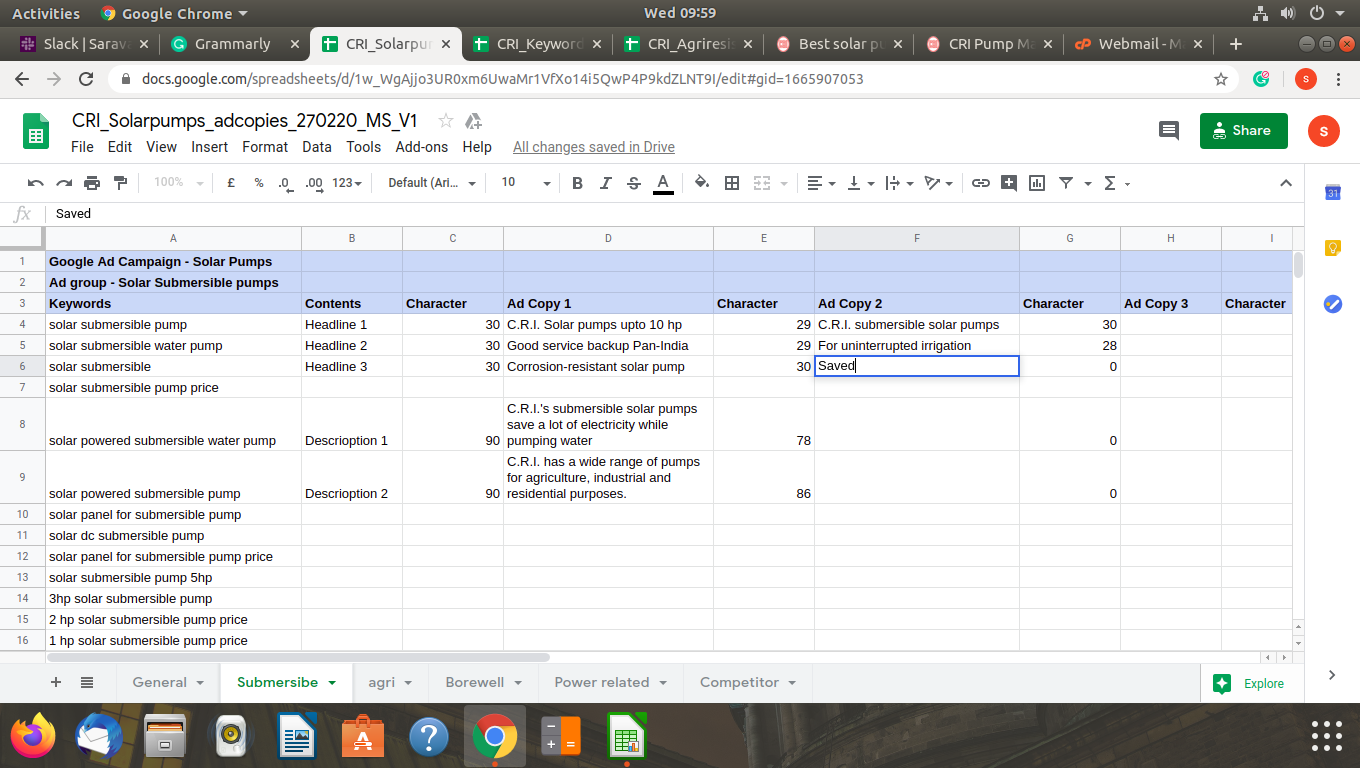 Activities Google Chrome Wed 09:59
Slack | Sarava Grammarly CRI_Solarpur CRI_Keyword CRI_Agriresis Best solar pu CRI Pump Ma Webmail - M
docs.google.com/spreadsheets/d/1w_WgAjjo3UR0xm6UwaMr1VfXo14i5QwP4P9kdZLNT9I/edit#gid=1665907053 S
CRI_Solarpumps_adcopies_270220_MS_V1
File Edit View Insert Format Data Tools Add-ons Help All changes saved in Drive Share S
100% £ % .0 .00 123 Default (Ari... 10 B I S A Σ
31
fx Saved
A B C D E F G H I
1 Google Ad Campaign - Solar Pumps
2 Ad group - Solar Submersible pumps
3 Keywords Contents Character Ad Copy 1 Character Ad Copy 2 Character Ad Copy 3 Character
4 solar submersible pump Headline 1 30 C.R.I. Solar pumps upto 10 hp 29 C.R.I. submersible solar pumps 30
5 solar submersible water pump Headline 2 30 Good service backup Pan-India 29 For uninterrupted irrigation 28
6 solar submersible Headline 3 30 Corrosion-resistant solar pump 30 Saved 0
7 solar submersible pump price
C.R.I.'s submersible solar pumps
save a lot of electricity while
8 solar powered submersible water pump Descrioption 1 90 pumping water 78 0
C.R.I. has a wide range of pumps
for agriculture, industrial and
9 solar powered submersible pump Descrioption 2 90 residential purposes. 86 0
10 solar panel for submersible pump
11 solar dc submersible pump
12 solar panel for submersible pump price
13 solar submersible pump 5hp
14 3hp solar submersible pump
15 2 hp solar submersible pump price
16 1 hp solar submersible pump price
General Submersibe agri Borewell Power related Competitor Explore